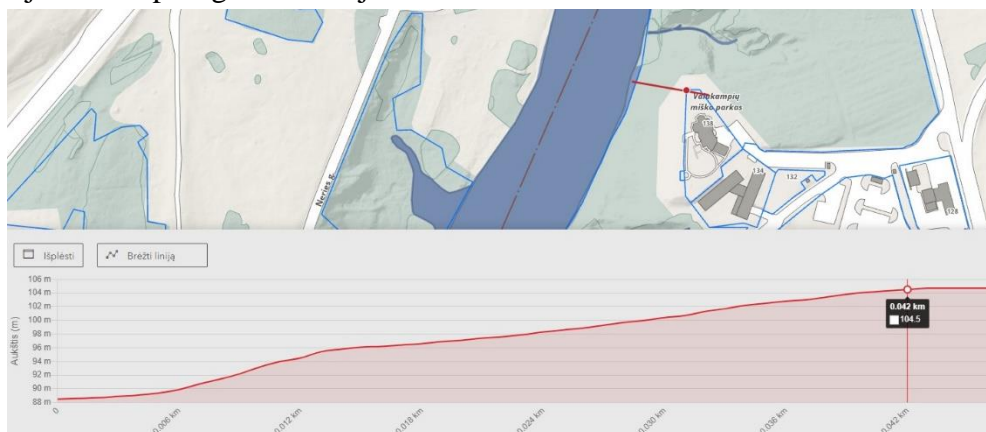 Neries g.
Valakampių
miško parkas
138
134
132
128
Išplėsti
Brėžti liniją
Aukštis (m)
106 m
104 m
102 m
100 m
98 m
96 m
94 m
92 m
90 m
88 m
0.042 km
104.5
0
0.006 km
0.012 km
0.018 km
0.024 km
0.030 km
0.036 km
0.042 km